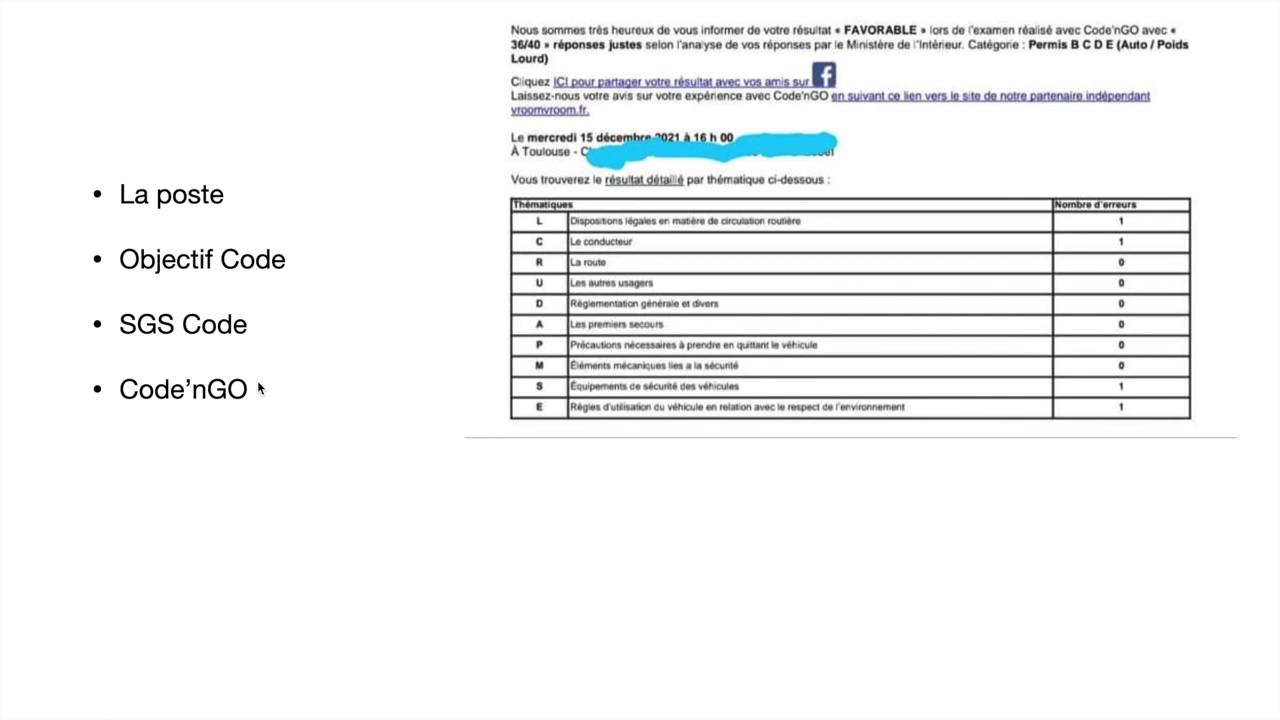 La poste
Objectif Code
SGS Code
Code'nGO
Nous sommes très heureux de vous informer de votre résultat « FAVORABLE » lors de l'examen réalisé avec Code'nGO avec «
36/40 » réponses justes selon l'analyse de vos réponses par le Ministère de l'Intérieur. Catégorie : Permis B C D E (Auto / Poids
Lourd)
Cliquez ICI pour partager votre résultat avec vos amis sur
Laissez-nous votre avis sur votre expérience avec Code'nGO en suivant ce lien vers le site de notre partenaire indépendant
vroomvroom.fr.
Le mercredi 15 décembre 2021 à 16 h 00
À Toulouse -
Vous trouverez le résultat détaillé par thématique ci-dessous :
Thématiques Nombre d'erreurs
L Dispositions légales en matière de circulation routière 1
C Le conducteur 1
R La route 0
U Les autres usagers 0
D Réglementation générale et divers 0
A Les premiers secours 0
P Précautions nécessaires à prendre en quittant le véhicule 0
M Éléments mécaniques lies a la sécurité 0
S Équipements de sécurité des véhicules 1
E Règles d'utilisation du véhicule en relation avec le respect de l'environnement 1